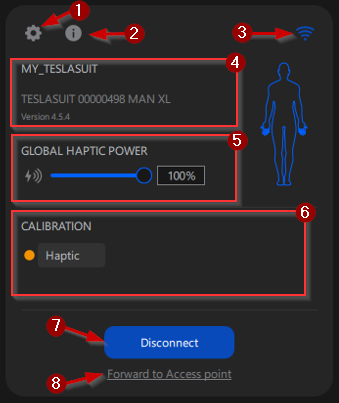 1
2
3
4
MY_TESLASUIT
TESLASUIT 00000498 MAN XL
Version 4.5.4
5
GLOBAL HAPTIC POWER
100%
6
CALIBRATION
Haptic
7
Disconnect
8
Forward to Access point